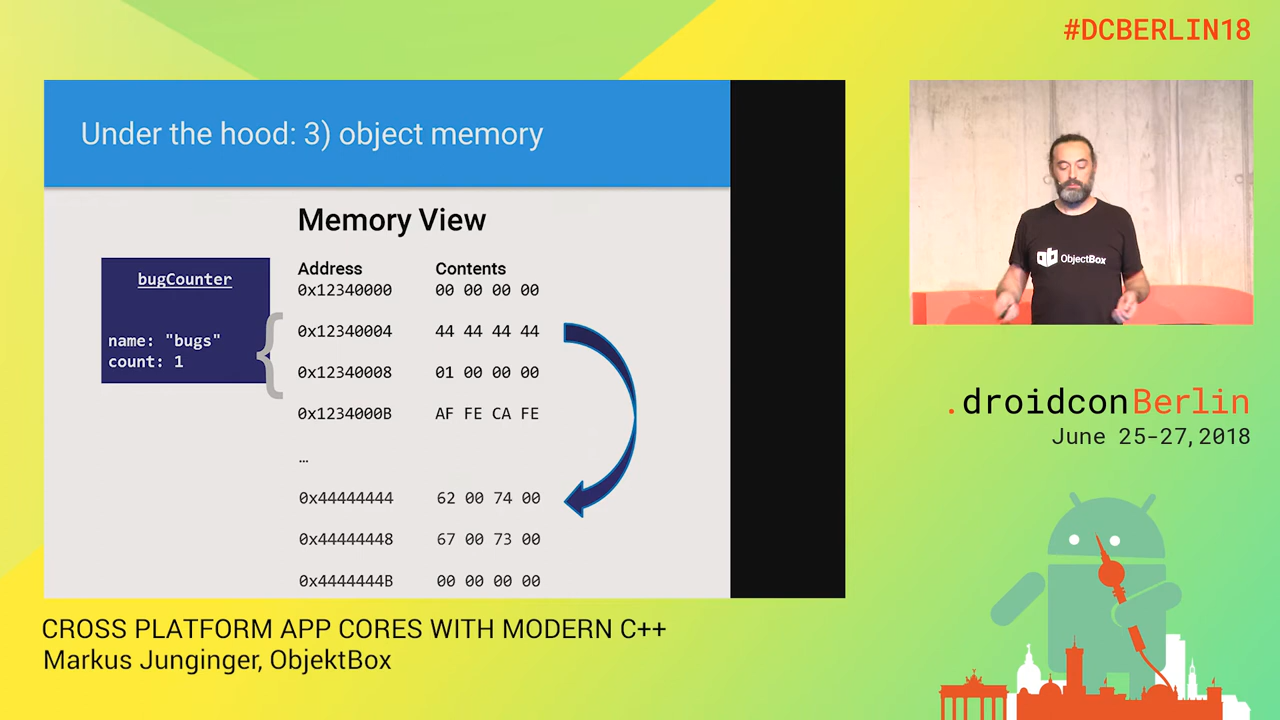 #DCBERLIN18
Under the hood: 3) object memory
Memory View
bugCounter
name: "bugs"
count: 1
Address Contents
0x12340000 00 00 00 00
0x12340004 44 44 44 44
0x12340008 01 00 00 00
0x1234000B AF FE CA FE
…
0x44444444 62 00 74 00
0x44444448 67 00 73 00
0x4444444B 00 00 00 00
ObjectBox
.droidconBerlin
June 25-27,2018
CROSS PLATFORM APP CORES WITH MODERN C++
Markus Junginger, ObjektBox